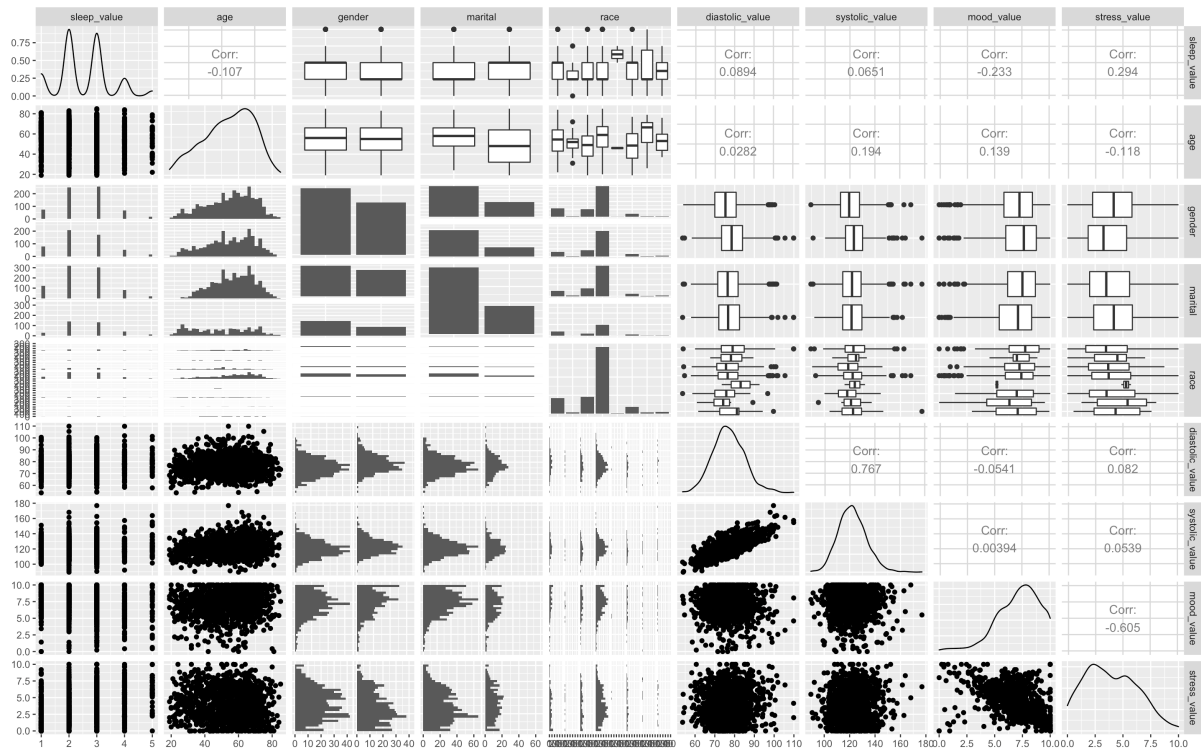 sleep_value age gender marital race diastolic_value systolic_value mood_value stress_value
0.75
0.50
0.25
0.00
Corr:
-0.107
Corr:
0.0894
Corr:
0.0651
Corr:
-0.233
Corr:
0.294
sleep_value
80
60
40
20
Corr:
0.0282
Corr:
0.194
Corr:
0.139
Corr:
-0.118
age
200
100
0
200
100
0
gender
300
200
100
0
300
200
100
0
marital
race
110
100
90
80
70
60
Corr:
0.767
Corr:
-0.0541
Corr:
0.082
diastolic_value
180
160
140
120
100
Corr:
0.00394
Corr:
0.0539
systolic_value
10.0
7.5
5.0
2.5
0.0
Corr:
-0.605
mood_value
10.0
7.5
5.0
2.5
0.0
stress_value
1 2 3 4 5 20 40 60 80 0 10 20 30 40 0 10 20 30 40 0 20 40 60 0 20 40 60 60 70 80 90 100 110 100 120 140 160 180 0.0 2.5 5.0 7.5 10.0 0.0 2.5 5.0 7.5 10.0